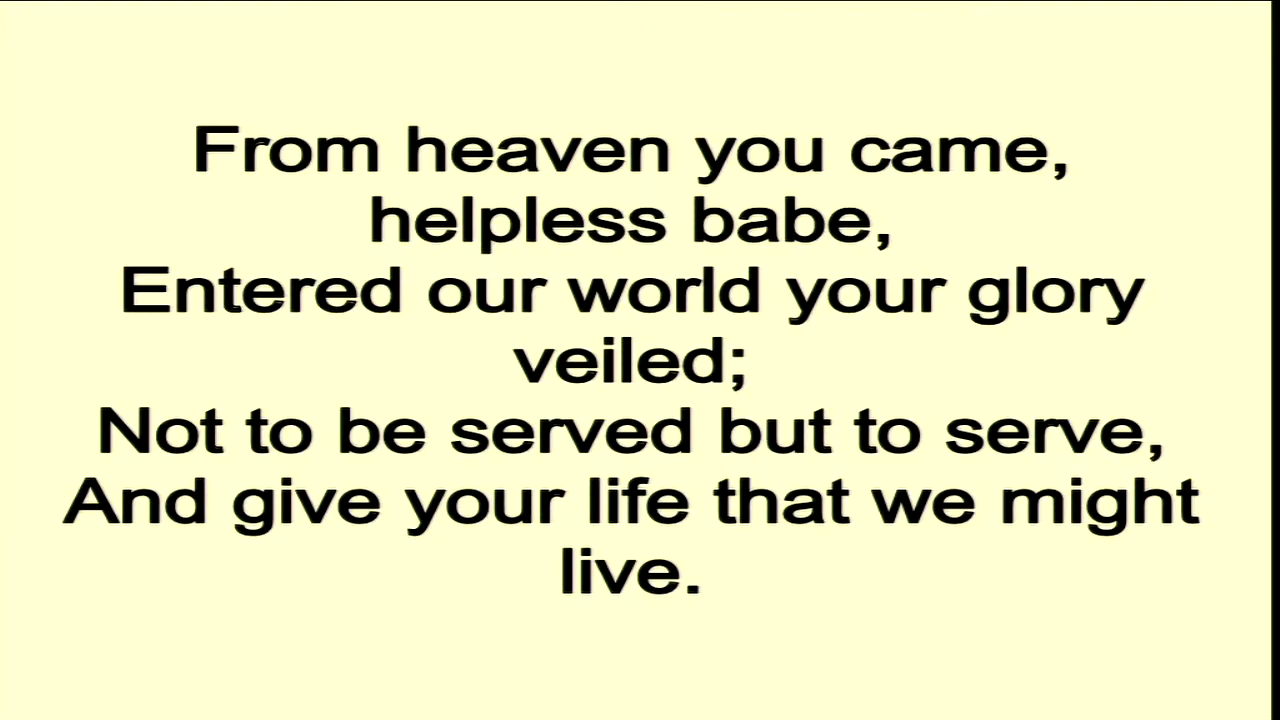 From heaven you came,
helpless babe,
Entered our world your glory
veiled;
Not to be served but to serve,
And give your life that we might
live.